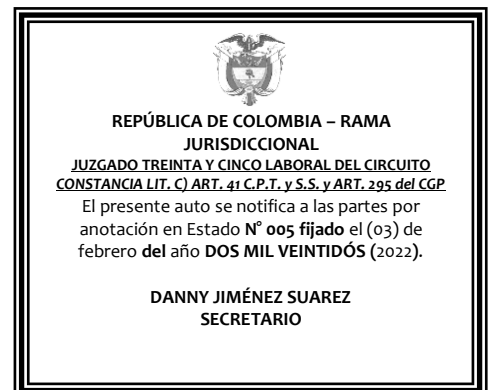 REPÚBLICA DE COLOMBIA – RAMA
JURISDICCIONAL
JUZGADO TREINTA Y CINCO LABORAL DEL CIRCUITO
CONSTANCIA LIT. C) ART. 41 C.P.T. y S.S. y ART. 295 del CGP
El presente auto se notifica a las partes por
anotación en Estado N° 005 fijado el (03) de
febrero del año DOS MIL VEINTIDÓS (2022).
DANNY JIMÉNEZ SUAREZ
SECRETARIO